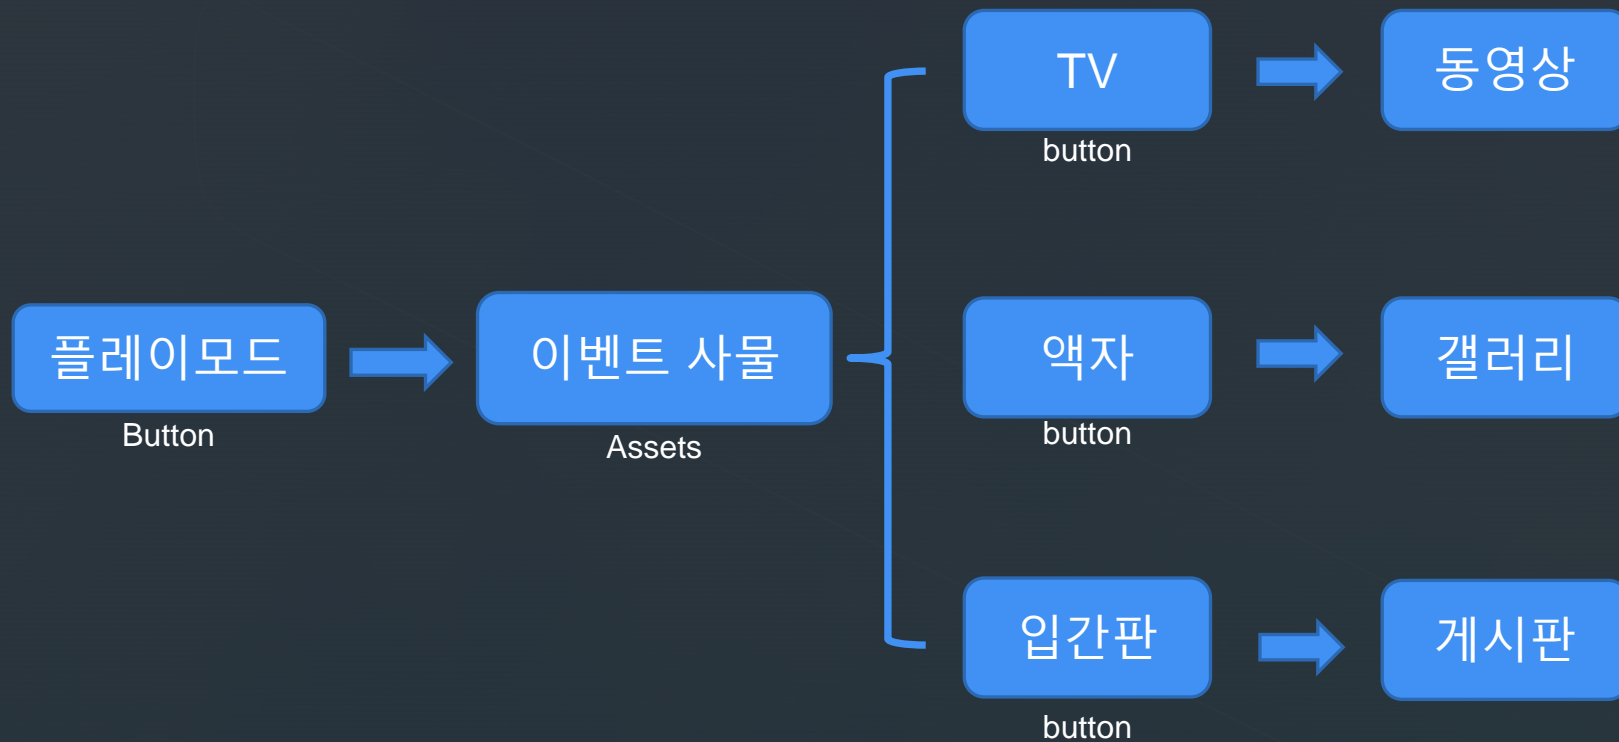 TV
동영상
button
플레이모드
이벤트 사물
액자
갤러리
Button
Assets
button
입간판
게시판
button